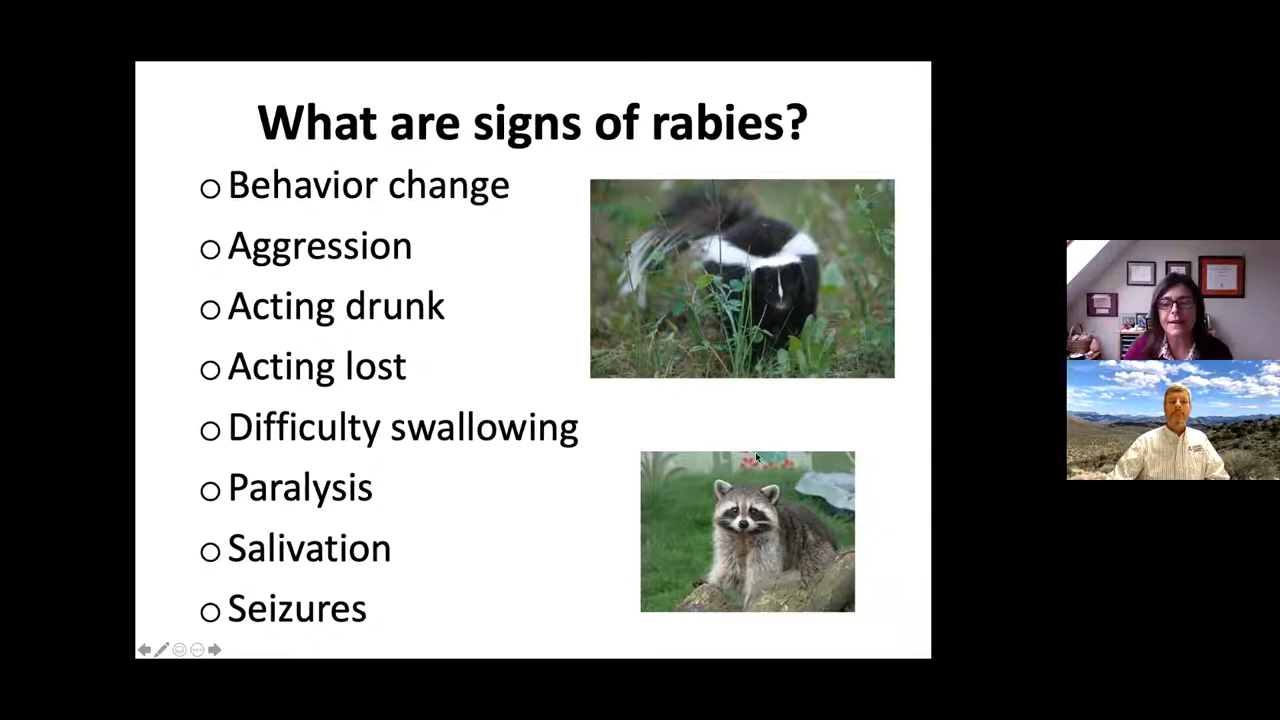 What are signs of rabies?
Behavior change
Aggression
Acting drunk
Acting lost
Difficulty swallowing
Paralysis
Salivation
Seizures